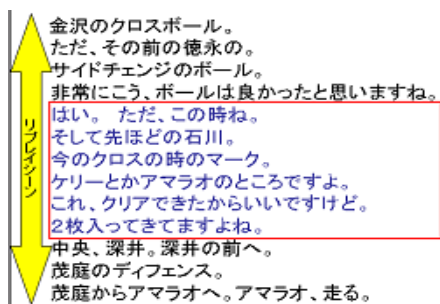 金沢のクロスボール。
ただ、その前の徳永の。
サイドチェンジのボール。
非常にこう、ボールは良かったと思いますね。
はい。 ただ、この時ね。
そして先ほどの石川。
今のクロスの時のマーク。
ケリーとかアマラオのところですよ。
これ、クリアできたからいいですけど。
2枚入ってきてますよね。
中央、深井。深井の前へ。
茂庭のディフェンス。
茂庭からアマラオへ。アマラオ、走る。
リプレイシーン